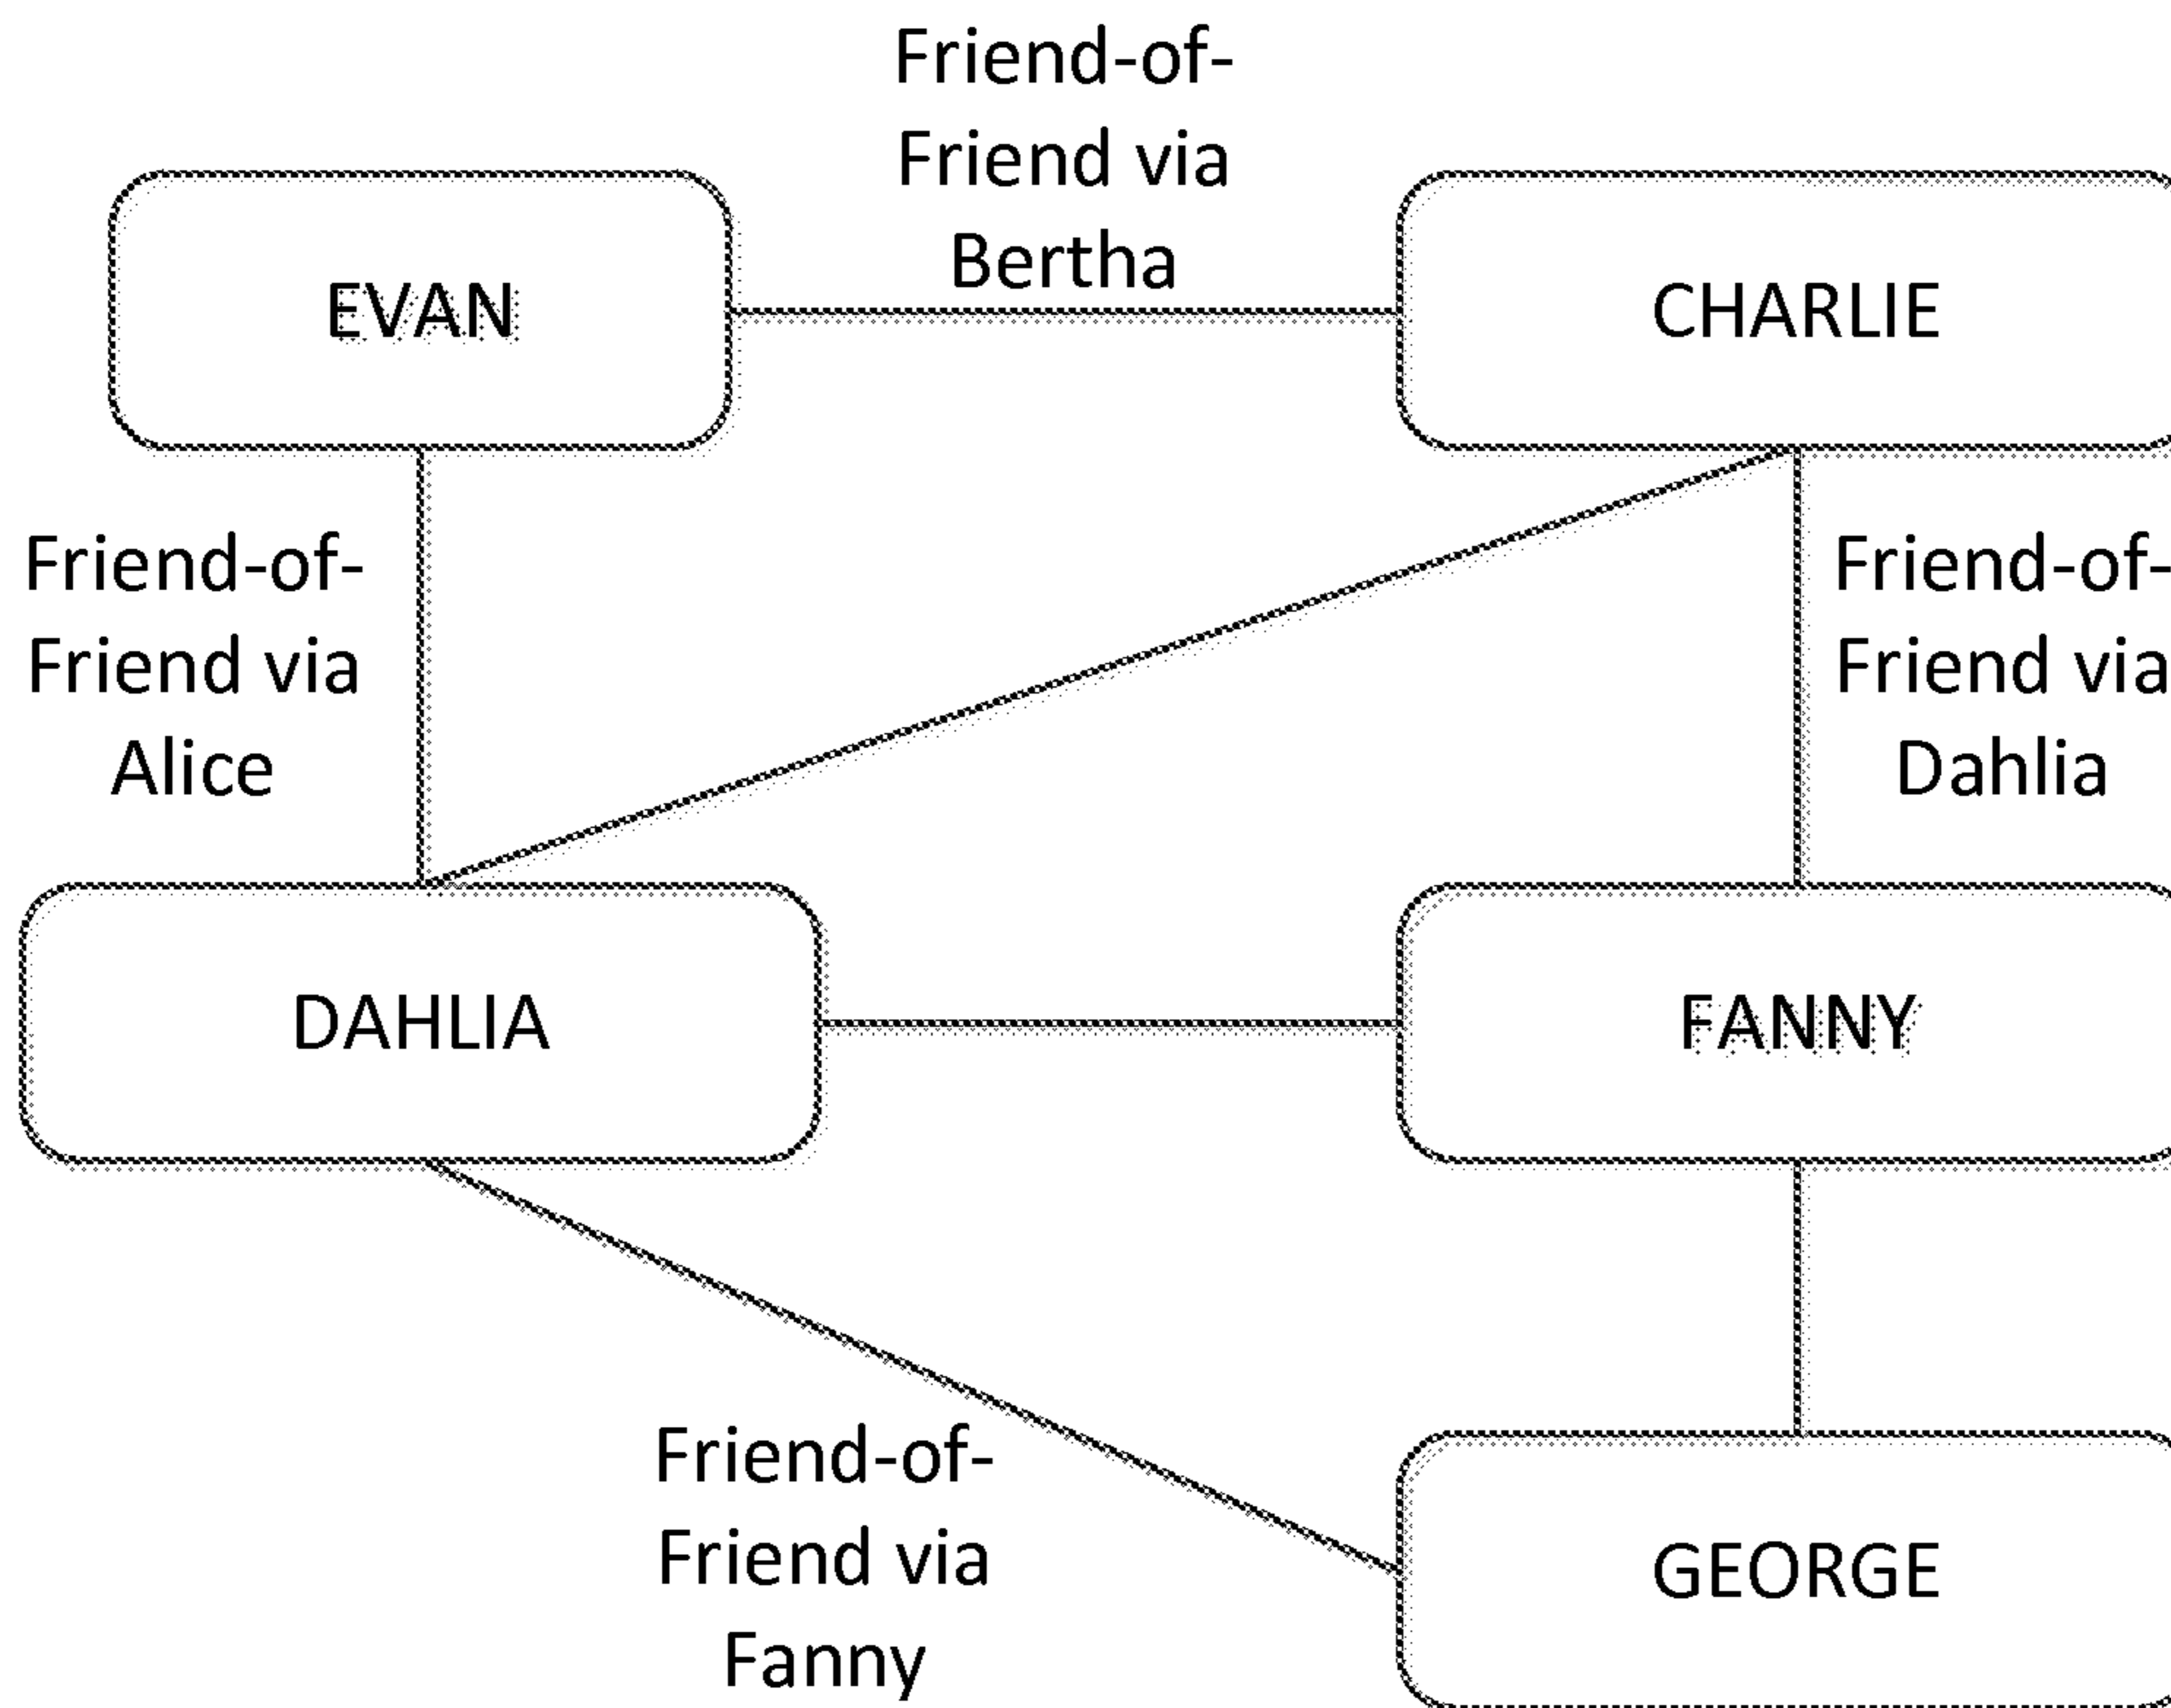 Friend-of-
Friend via
Bertha
EVAN
CHARLIE
Friend-of-
Friend via
Alice
Friend-of-
Friend via
Dahlia
DAHLIA
FANNY
Friend-of-
Friend via
Fanny
GEORGE